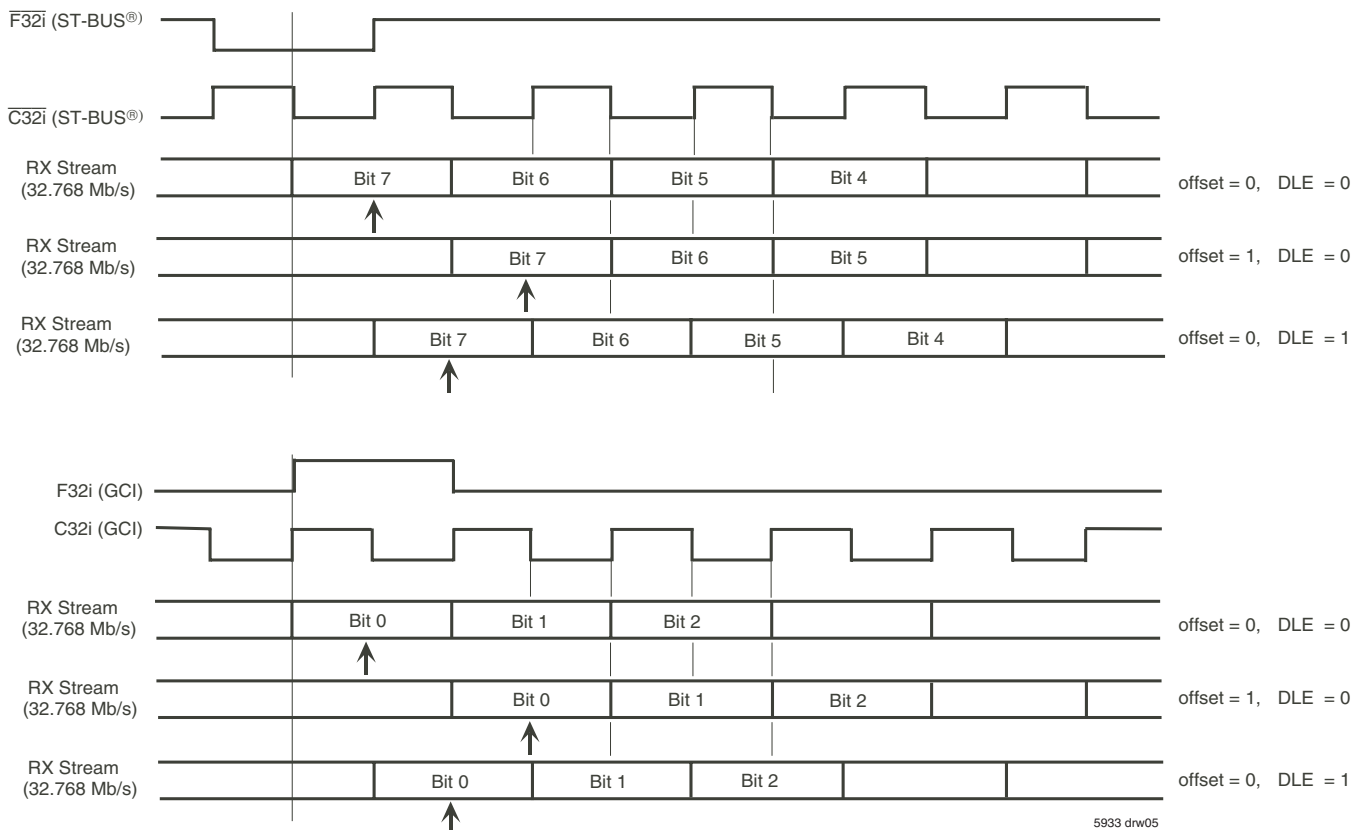 F32i (ST-BUS®)
C32i (ST-BUS®)
RX Stream
(32.768 Mb/s)
Bit 7 Bit 6 Bit 5 Bit 4
offset = 0, DLE = 0
RX Stream
(32.768 Mb/s)
Bit 7 Bit 6 Bit 5
offset = 1, DLE = 0
RX Stream
(32.768 Mb/s)
Bit 7 Bit 6 Bit 5 Bit 4
offset = 0, DLE = 1
F32i (GCI)
C32i (GCI)
RX Stream
(32.768 Mb/s)
Bit 0 Bit 1 Bit 2
offset = 0, DLE = 0
RX Stream
(32.768 Mb/s)
Bit 0 Bit 1 Bit 2
offset = 1, DLE = 0
RX Stream
(32.768 Mb/s)
Bit 0 Bit 1 Bit 2
offset = 0, DLE = 1
5933 drw05